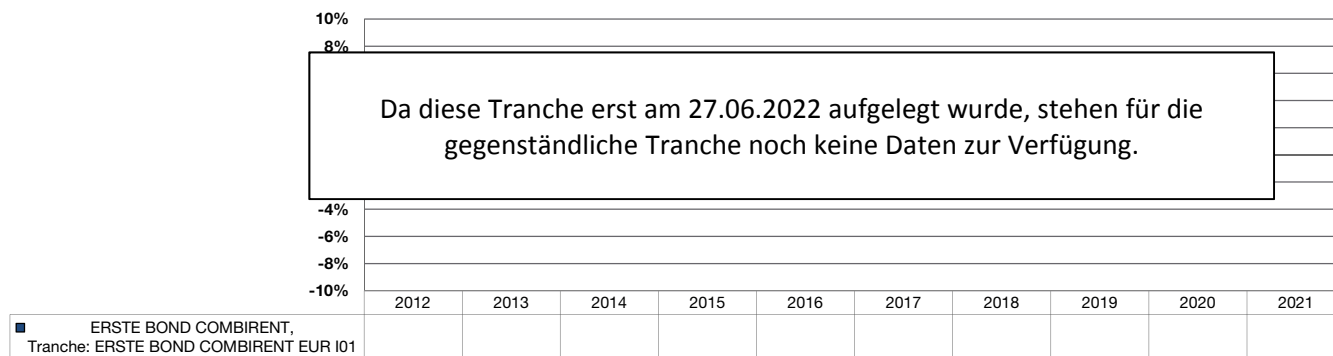 10%
8%
Da diese Tranche erst am 27.06.2022 aufgelegt wurde, stehen für die
gegenständliche Tranche noch keine Daten zur Verfügung.
-4%
-6%
-8%
-10%
2012 2013 2014 2015 2016 2017 2018 2019 2020 2021
ERSTE BOND COMBIRENT,
Tranche: ERSTE BOND COMBIRENT EUR I01